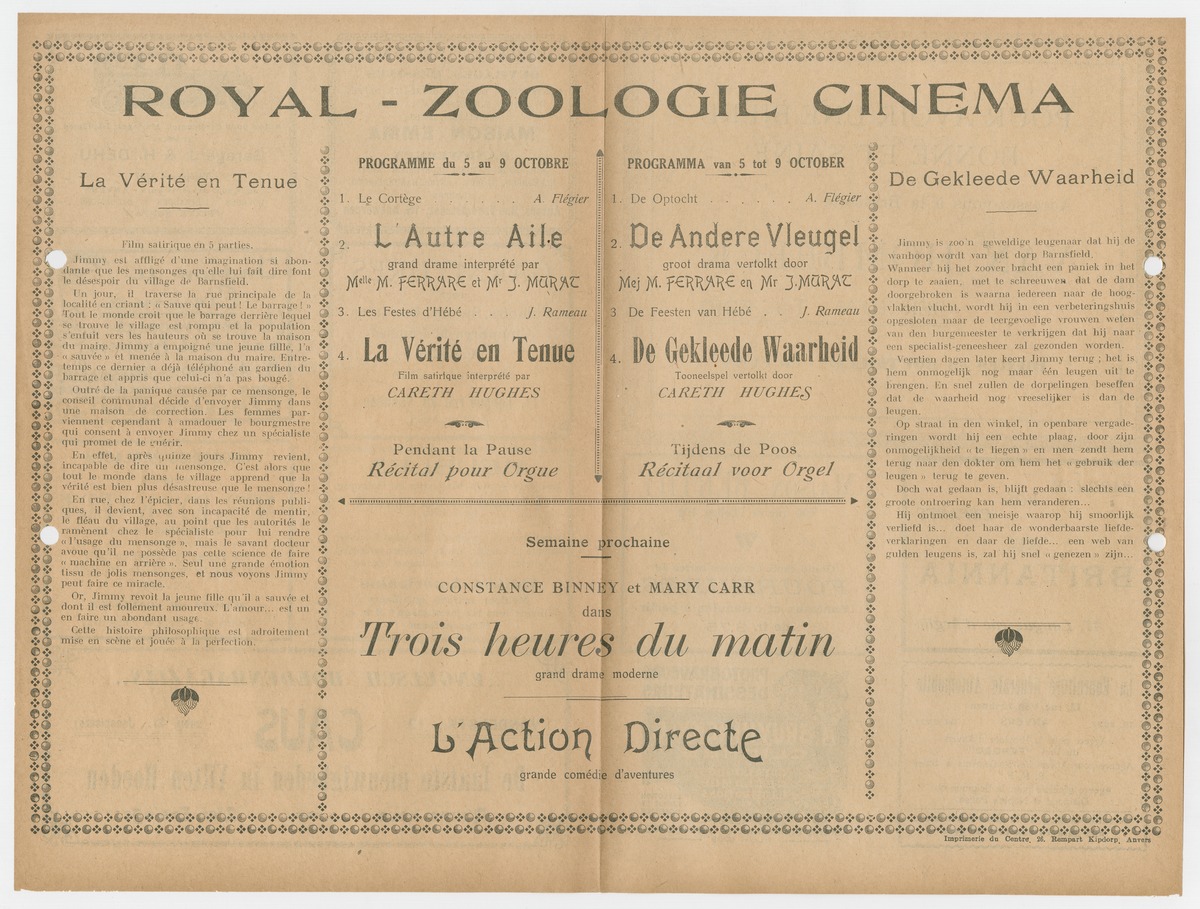 ROYAL - ZOOLOGIE CINEMA
La Vérité en Tenue
Film satirique en 5 parties.
Jimmy est affligé d'une imagination si abon-
dante que les mensonges qu'elle lui fait dire font
le désespoir du village de Barnsfield.
Un jour, il traverse la rue principale de la
localité en criant : « Sauve qui peut ! Le barrage ! »
Tout le monde croit que le barrage derrière lequel
se trouve le village est rompu et la population
s'enfuit vers les hauteurs où se trouve la maison
du maire. Jimmy a empoigné une jeune fille, l'a
« sauvée » et menée à la maison du maire. Entre-
temps ce dernier a déjà téléphoné au gardien du
barrage et appris que celui-ci n'a pas bougé.
Outré de la panique causée par ce mensonge, le
conseil communal décide d'envoyer Jimmy dans
une maison de correction. Les femmes par-
viennent cependant à amadouer le bourgmestre
qui consent à envoyer Jimmy chez un spécialiste
qui promet de le guérir.
En effet, après quinze jours Jimmy revient,
incapable de dire un mensonge. C'est alors que
tout le monde dans le village apprend que la
vérité est bien plus désastreuse que le mensonge !
En rue, chez l'épicier, dans les réunions publi-
ques, il devient, avec son incapacité de mentir,
le fléau du village, au point que les autorités le
ramènent chez le spécialiste pour lui rendre
« l'usage du mensonge », mais le savant docteur
avoue qu'il ne possède pas cette science de faire
« machine en arrière ». Seul une grande émotion
tissu de jolis mensonges, et nous voyons Jimmy
peut faire ce miracle.
Or, Jimmy revoit la jeune fille qu'il a sauvée et
dont il est follement amoureux. L'amour... est un
en faire un abondant usage.
Cette histoire philosophique est adroitement
mise en scène et jouée à la perfection.
PROGRAMME du 5 au 9 OCTOBRE
1. Le Cortège . . . A. Flégier
2. L'Autre Aile
grand drame interprété par
Melle M. FERRARE et Mr J. MURAT
3. Les Festes d'Hébé . . . J. Rameau
4. La Vérité en Tenue
Film satirique interprété par
CARETH HUGHES
Pendant la Pause
Récital pour Orgue
PROGRAMMA van 5 tot 9 OCTOBER
1. De Optocht . . . . . . A. Flégier
2. De Andere Vleugel
groot drama vertolkt door
Mej M. FERRARE en Mr J. MURAT
3 De Feesten van Hébé . . J. Rameau
4. De Gekleede Waarheid
Tooneelspel vertolkt door
CARETH HUGHES
Tijdens de Poos
Récitaal voor Orgel
Semaine prochaine
CONSTANCE BINNEY et MARY CARR
dans
Trois heures du matin
grand drame moderne
L'Action Directe
grande comédie d'aventures
De Gekleede Waarheid
Jimmy is zoo'n geweldige leugenaar dat hij de
wanhoop wordt van het dorp Barnsfield.
Wanneer hij het zoover bracht een paniek in het
dorp te zaaien, met te schreeuwen dat de dam
doorgebroken is waarna iedereen naar de hoog-
vlakten vlucht, wordt hij in een verbeteringshuis
opgesloten maar de teergevoelige vrouwen weten
van den burgemeester te verkrijgen dat hij naar
een specialist-geneesheer zal gezonden worden.
Veertien dagen later keert Jimmy terug ; het is
hem onmogelijk nog maar één leugen uit te
brengen. En snel zullen de dorpelingen beseffen
dat de waarheid nog vreeselijker is dan de
leugen.
Op straat in den winkel, in openbare vergade-
ringen wordt hij een echte plaag, door zijn
onmogelijkheid « te liegen » en men zendt hem
terug naar den dokter om hem het « gebruik der
leugen » terug te geven.
Doch wat gedaan is, blijft gedaan : slechts een
groote ontroering kan hem veranderen...
Hij ontmoet een meisje waarop hij smoorlijk
verliefd is... doet haar de wonderbaarste liefde-
verklaringen en daar de liefde... een web van
gulden leugens is, zal hij snel « genezen » zijn...
Imprimerie du Centre, 26, Rempart Kipdorp, Anvers